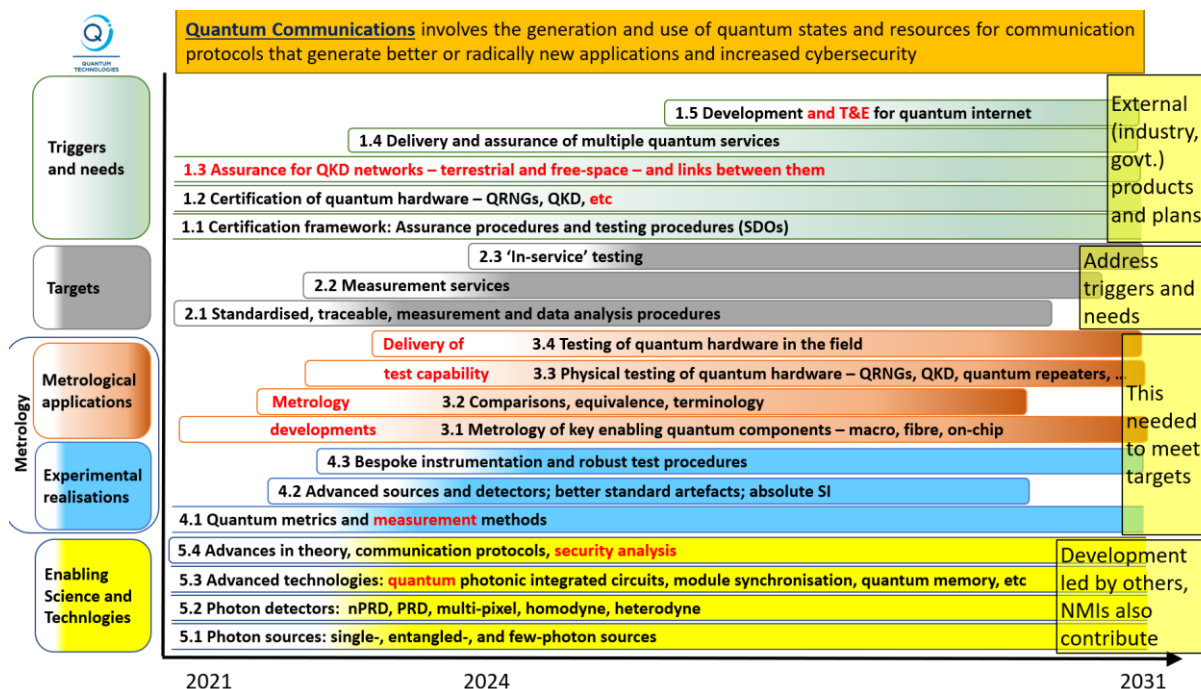 QUANTUM
TECHNOLOGIES
Quantum Communications involves the generation and use of quantum states and resources for communication
protocols that generate better or radically new applications and increased cybersecurity
Triggers
and needs
1.5 Development and T&E for quantum internet
1.4 Delivery and assurance of multiple quantum services
1.3 Assurance for QKD networks – terrestrial and free-space – and links between them
1.2 Certification of quantum hardware – QRNGs, QKD, etc
1.1 Certification framework: Assurance procedures and testing procedures (SDOs)
External
(industry,
govt.)
products
and plans
Targets
2.3 ‘In-service’ testing
2.2 Measurement services
2.1 Standardised, traceable, measurement and data analysis procedures
Address
triggers and
needs
Metrology
Metrological
applications
Delivery of 3.4 Testing of quantum hardware in the field
test capability 3.3 Physical testing of quantum hardware – QRNGs, QKD, quantum repeaters, ...
Metrology 3.2 Comparisons, equivalence, terminology
developments 3.1 Metrology of key enabling quantum components – macro, fibre, on-chip
Experimental
realisations
4.3 Bespoke instrumentation and robust test procedures
4.2 Advanced sources and detectors; better standard artefacts; absolute SI
4.1 Quantum metrics and measurement methods
This
needed
to meet
targets
Enabling
Science and
Technlogies
5.4 Advances in theory, communication protocols, security analysis
5.3 Advanced technologies: quantum photonic integrated circuits, module synchronisation, quantum memory, etc
5.2 Photon detectors: nPRD, PRD, multi-pixel, homodyne, heterodyne
5.1 Photon sources: single-, entangled-, and few-photon sources
Development
led by others,
NMIs also
contribute
2021
2024
2031